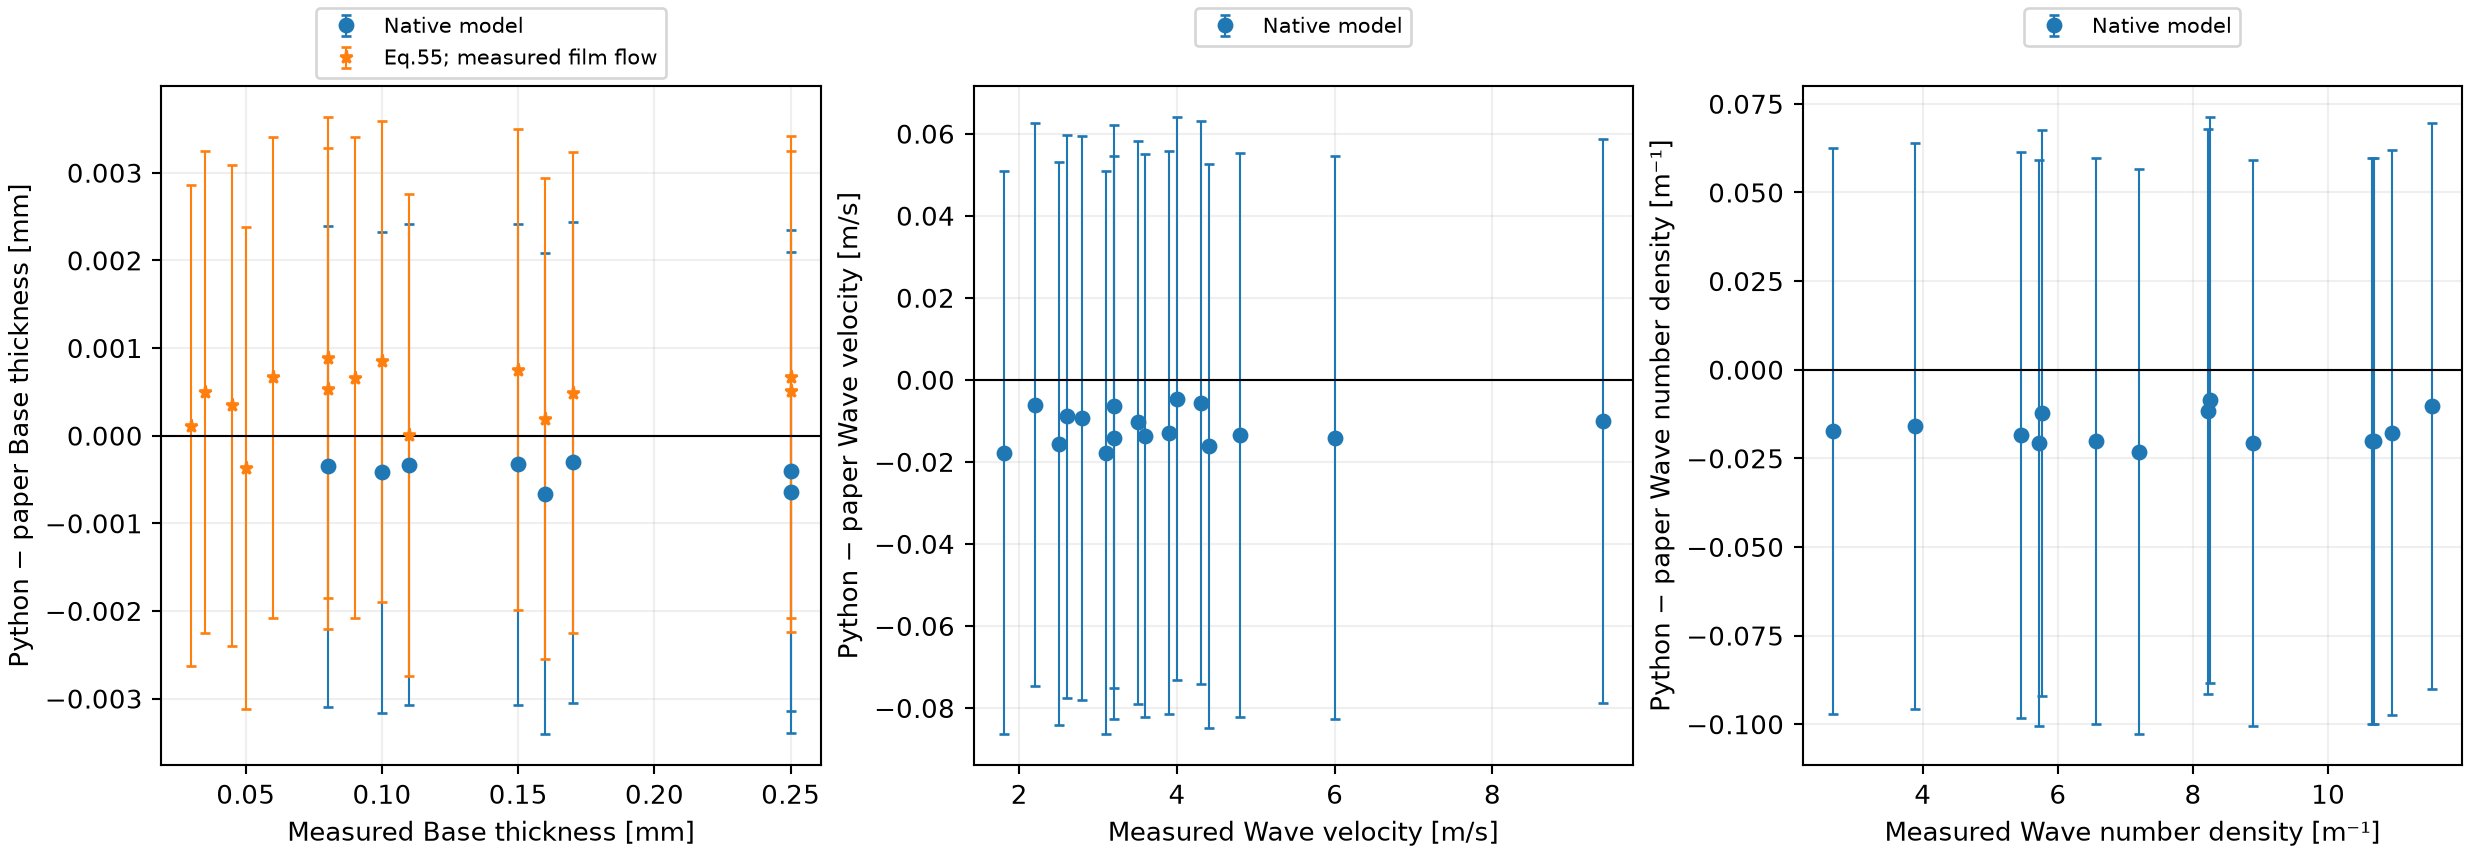 Native model
Eq.55; measured film flow
Python − paper Base thickness [mm]
0.003
0.002
0.001
0.000
−0.001
−0.002
−0.003
0.05 0.10 0.15 0.20 0.25
Measured Base thickness [mm]
Native model
Python − paper Wave velocity [m/s]
0.06
0.04
0.02
0.00
−0.02
−0.04
−0.06
−0.08
2 4 6 8
Measured Wave velocity [m/s]
Native model
Python − paper Wave number density [m⁻¹]
0.075
0.050
0.025
0.000
−0.025
−0.050
−0.075
−0.100
4 6 8 10
Measured Wave number density [m⁻¹]